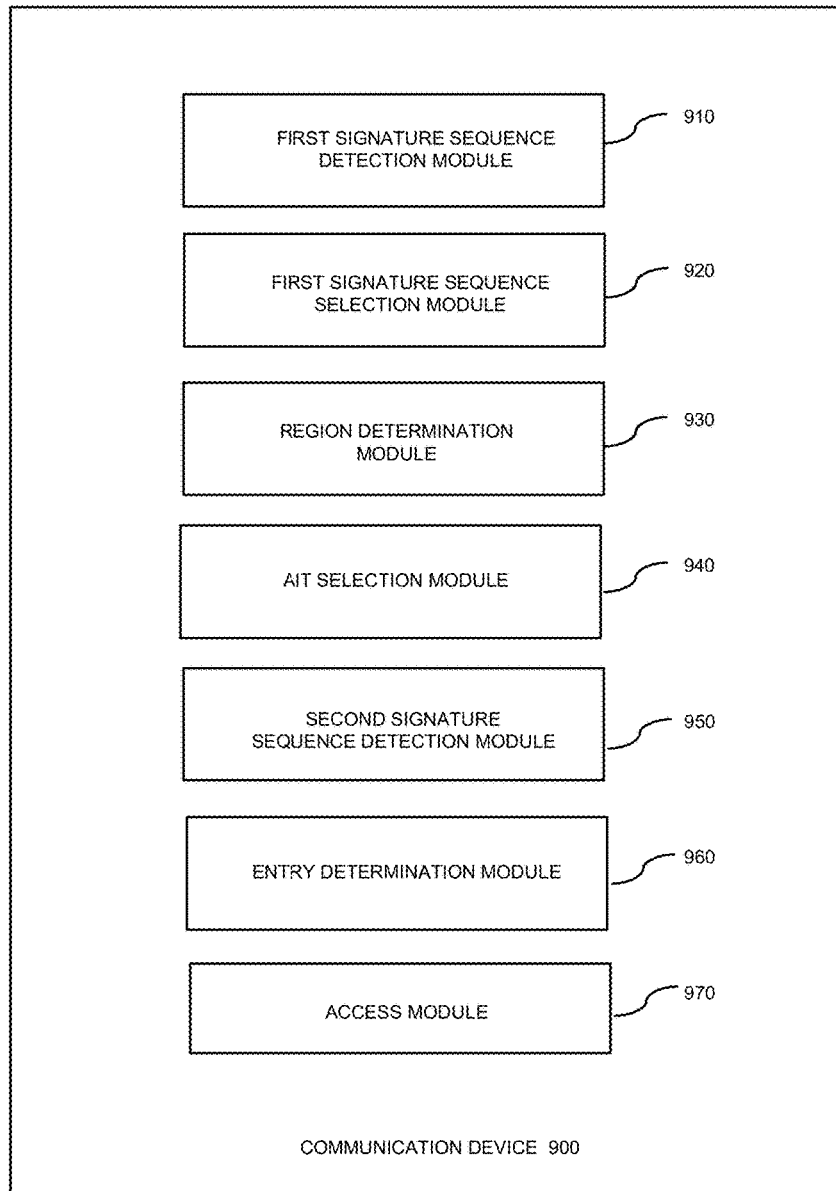 FIRST SIGNATURE SEQUENCE
DETECTION MODULE
910
FIRST SIGNATURE SEQUENCE
SELECTION MODULE
920
REGION DETERMINATION
MODULE
930
AIT SELECTION MODULE
940
SECOND SIGNATURE
SEQUENCE DETECTION MODULE
950
ENTRY DETERMINATION MODULE
960
ACCESS MODULE
970
COMMUNICATION DEVICE 900